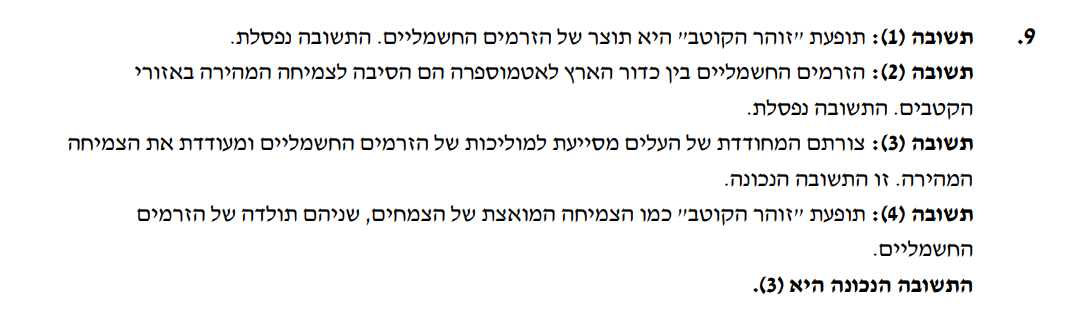 9. תשובה (1): תופעת "זוהר הקוטב" היא תוצר של הזרמים החשמליים. התשובה נפסלת.
תשובה (2): הזרמים החשמליים בין כדור הארץ לאטמוספרה הם הסיבה לצמיחה המהירה באזורי
הקטבים. התשובה נפסלת.
תשובה (3): צורתם המחודדת של העלים מסייעת למוליכות של הזרמים החשמליים ומעודדת את הצמיחה
המהירה. זו התשובה הנכונה.
תשובה (4): תופעת "זוהר הקוטב" כמו הצמיחה המואצת של הצמחים, שניהם תולדה של הזרמים
החשמליים.
התשובה הנכונה היא (3).